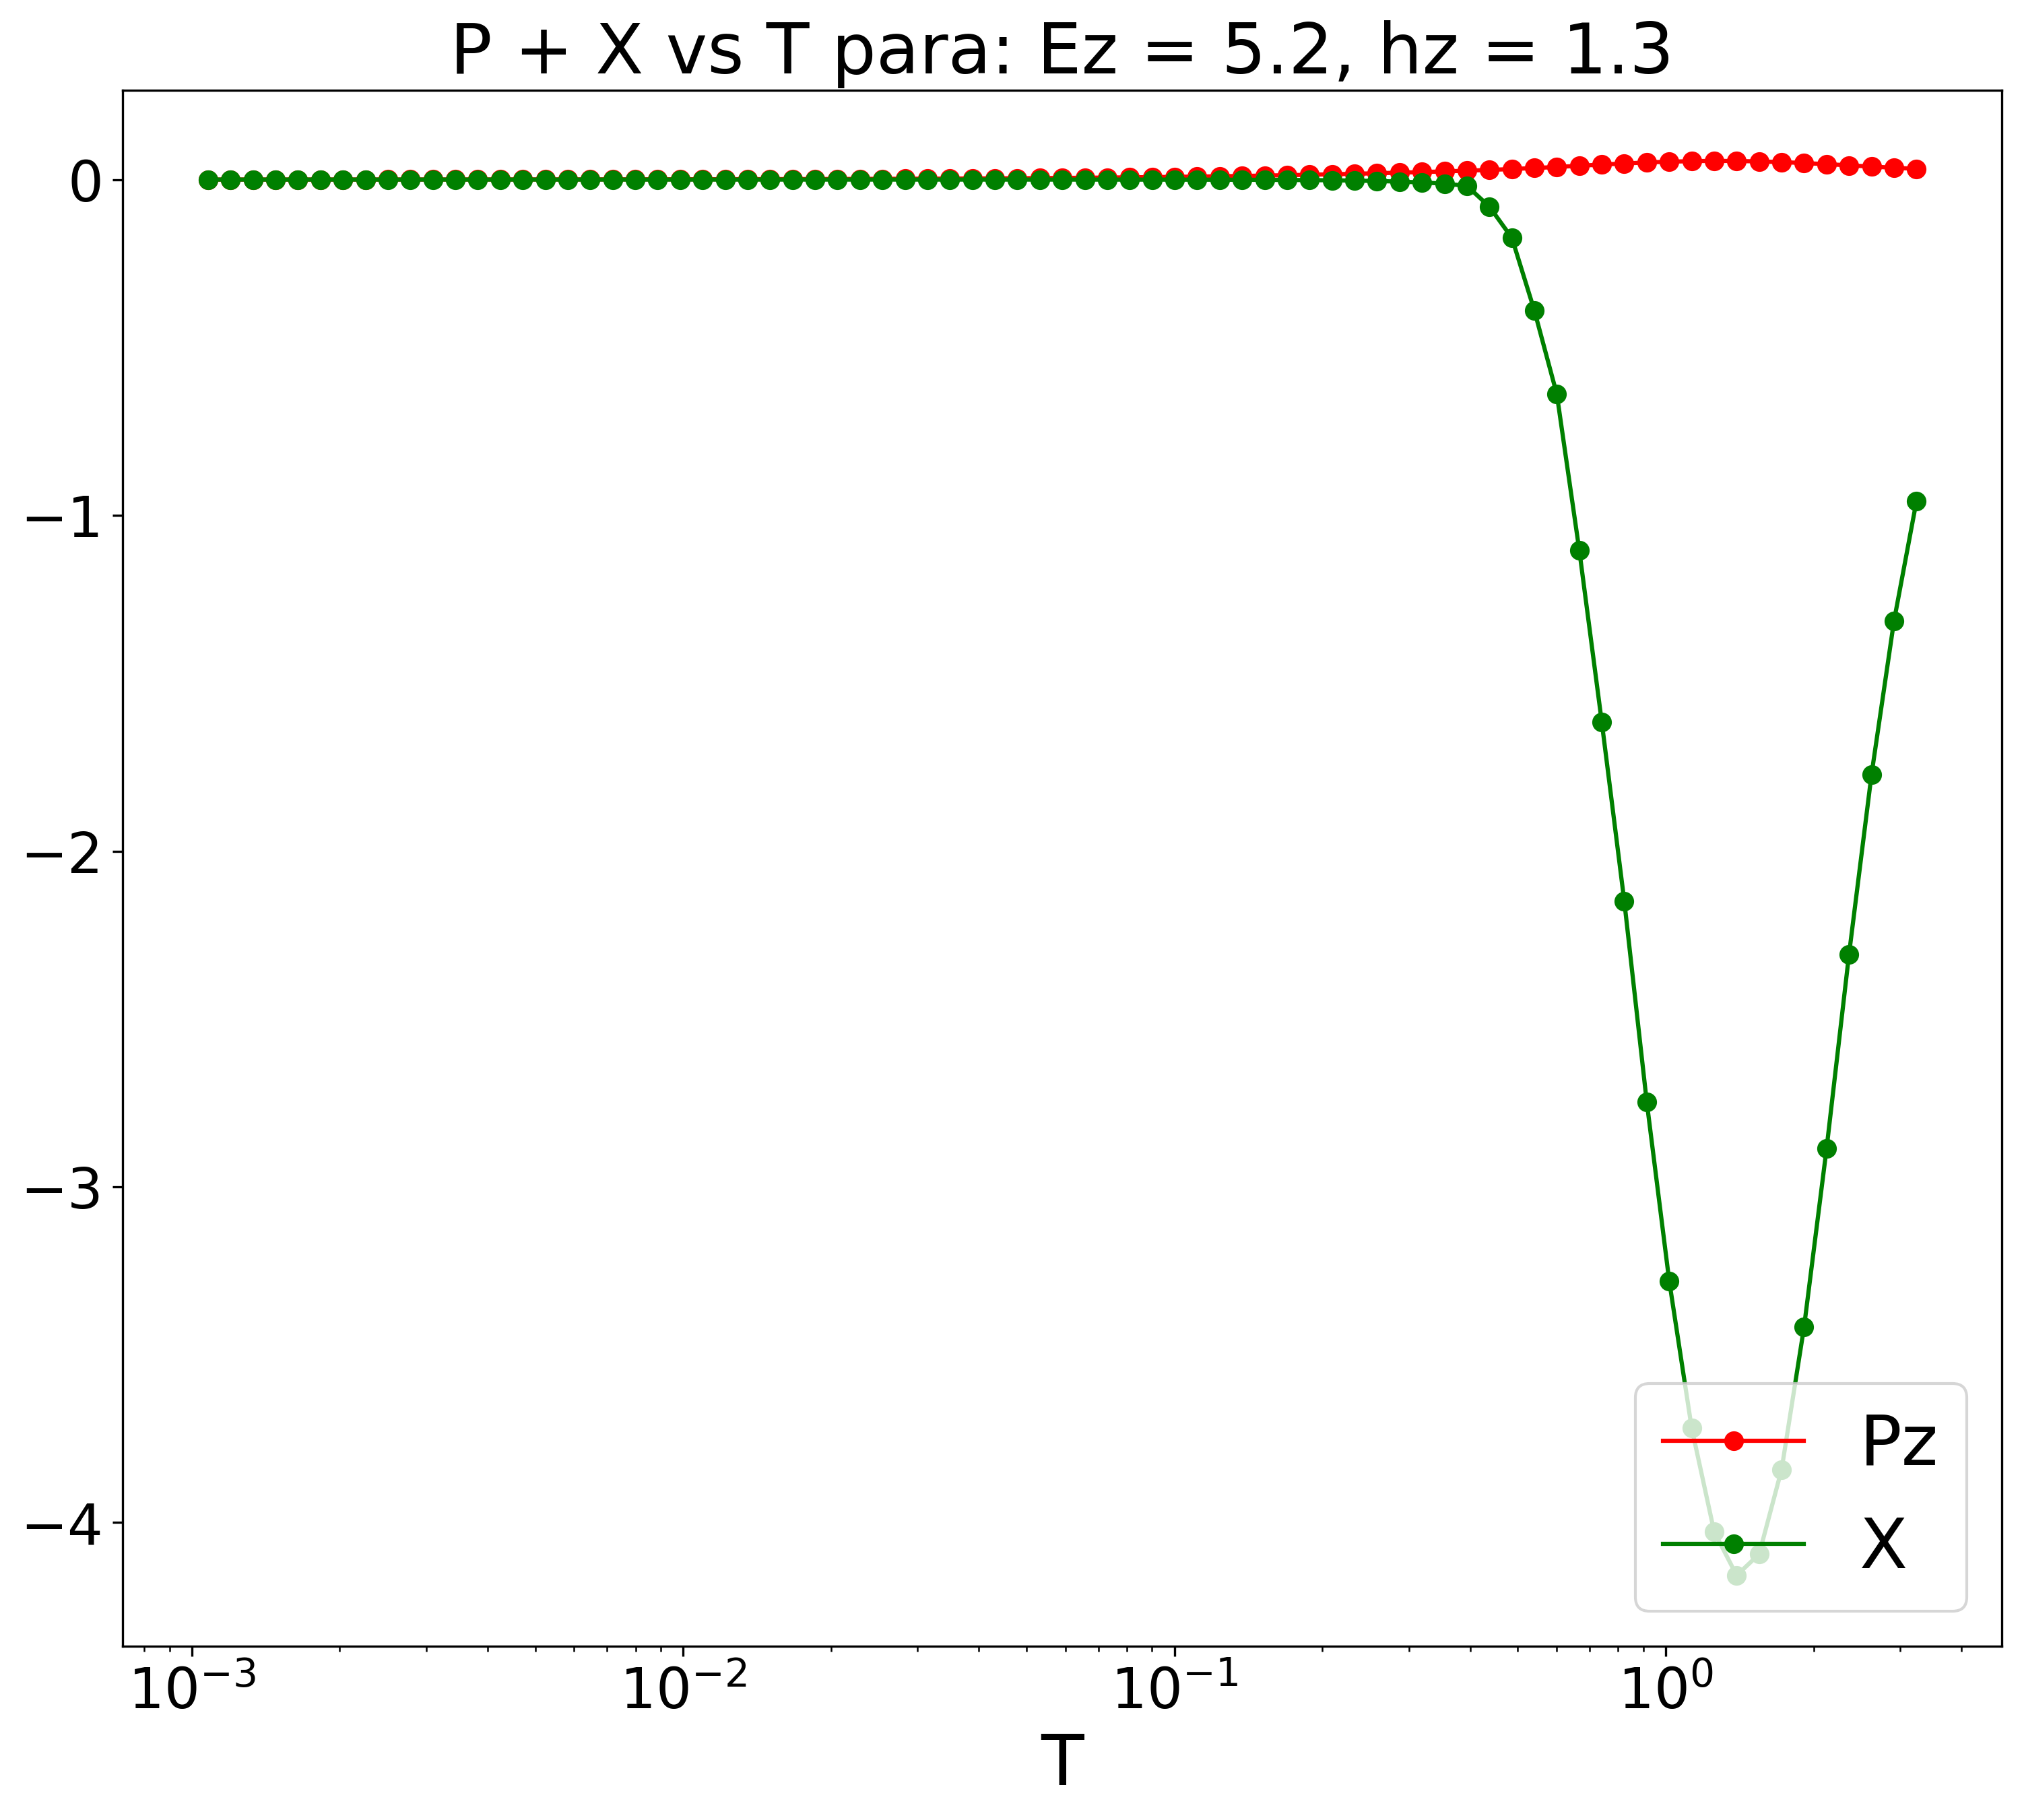 P + X vs T para: Ez = 5.2, hz = 1.3
0
−1
−2
−3
−4
Pz
X
10⁻³ 10⁻² 10⁻¹ 10⁰
T